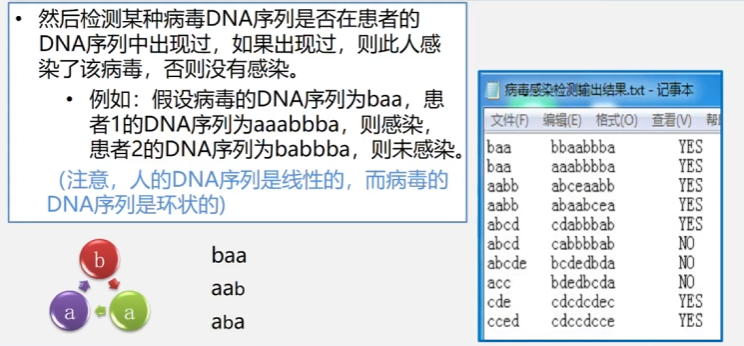 • 然后检测某种病毒DNA序列是否在患者的
DNA序列中出现过，如果出现过，则此人感
染了该病毒，否则没有感染。
• 例如：假设病毒的DNA序列为baa，患
者1的DNA序列为aaabbba，则感染，
患者2的DNA序列为babbba，则未感染。
(注意，人的DNA序列是线性的，而病毒的
DNA序列是环状的)
b
a
a
baa
aab
aba
病毒感染检测输出结果.txt - 记事本
文件(F) 编辑(E) 格式(O) 查看(V)
baa bbaabbba YES
baa aaabbbba YES
aabb abceaabb YES
aabb abaabcea YES
abcd cdabbbab YES
abcd cabbbbab NO
abcde bcdedbda NO
acc bdedbcda NO
cde cdcdcdec YES
cced cdccdcce YES